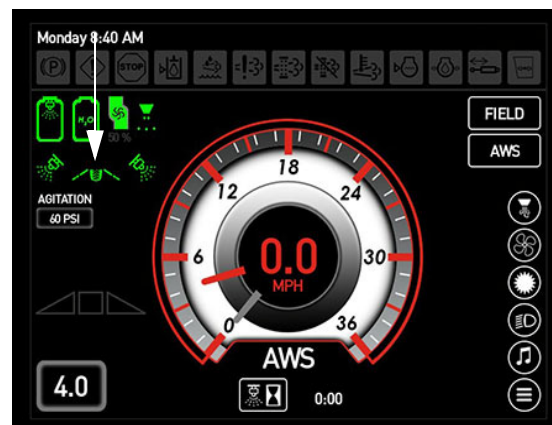 Monday 8:40 AM
(P) STOP
H₂O
50 %
FIELD
AWS
AGITATION
60 PSI
0
6
12
18
24
30
36
0.0
MPH
AWS
4.0
0:00